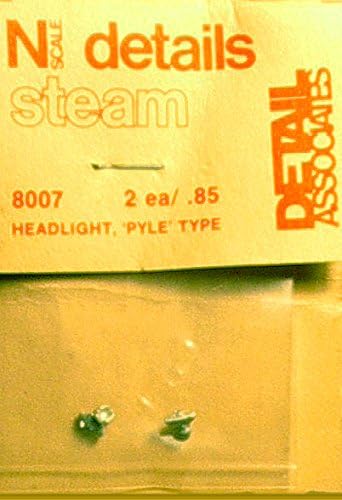 N SCALE details
steam
8007 2 ea/ .85
HEADLIGHT, 'PYLE' TYPE
DETAIL
ASSOCIATES